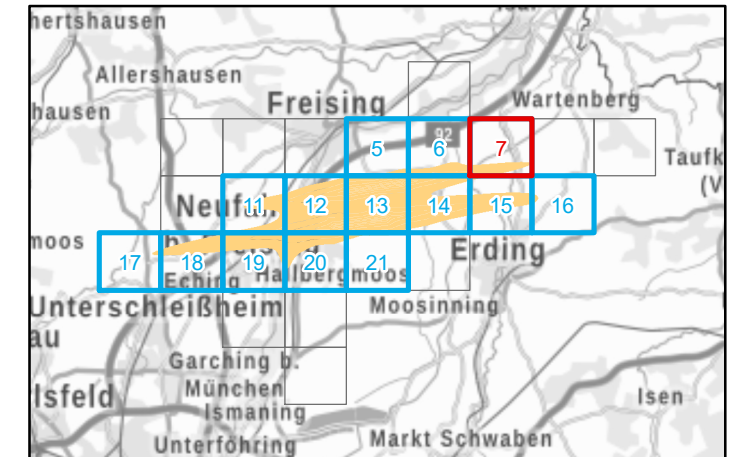 hertshausen
Allershausen
hausen
Freising
Wartenberg
92
5
6
7
Taufk
(V
11
12
13
14
15
16
moos
17
18
19
20
21
Eching
Hallbergmoos
Erding
Unterschleißheim
Moosinning
au
Garching b.
München
lsfeld
Ismaning
Isen
Unterföhring
Markt Schwaben